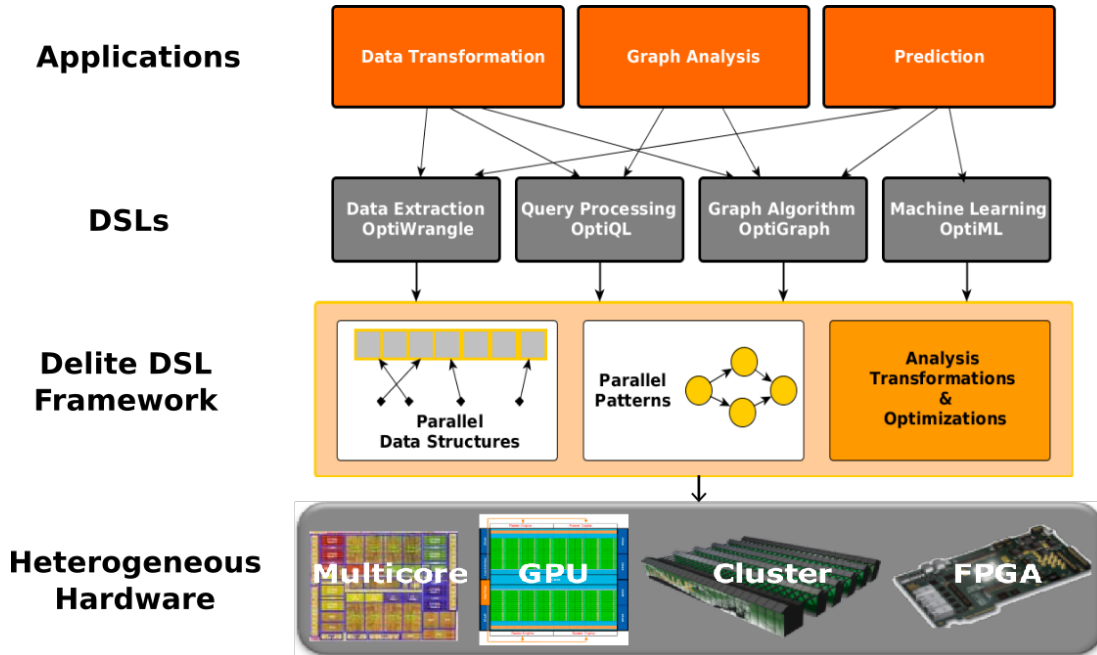 Applications
Data Transformation
Graph Analysis
Prediction
DSLs
Data Extraction
OptiWrangle
Query Processing
OptiQL
Graph Algorithm
OptiGraph
Machine Learning
OptiML
Delite DSL
Framework
Parallel
Data Structures
Parallel
Patterns
Analysis
Transformations
&
Optimizations
Heterogeneous
Hardware
Multicore
GPU
Cluster
FPGA